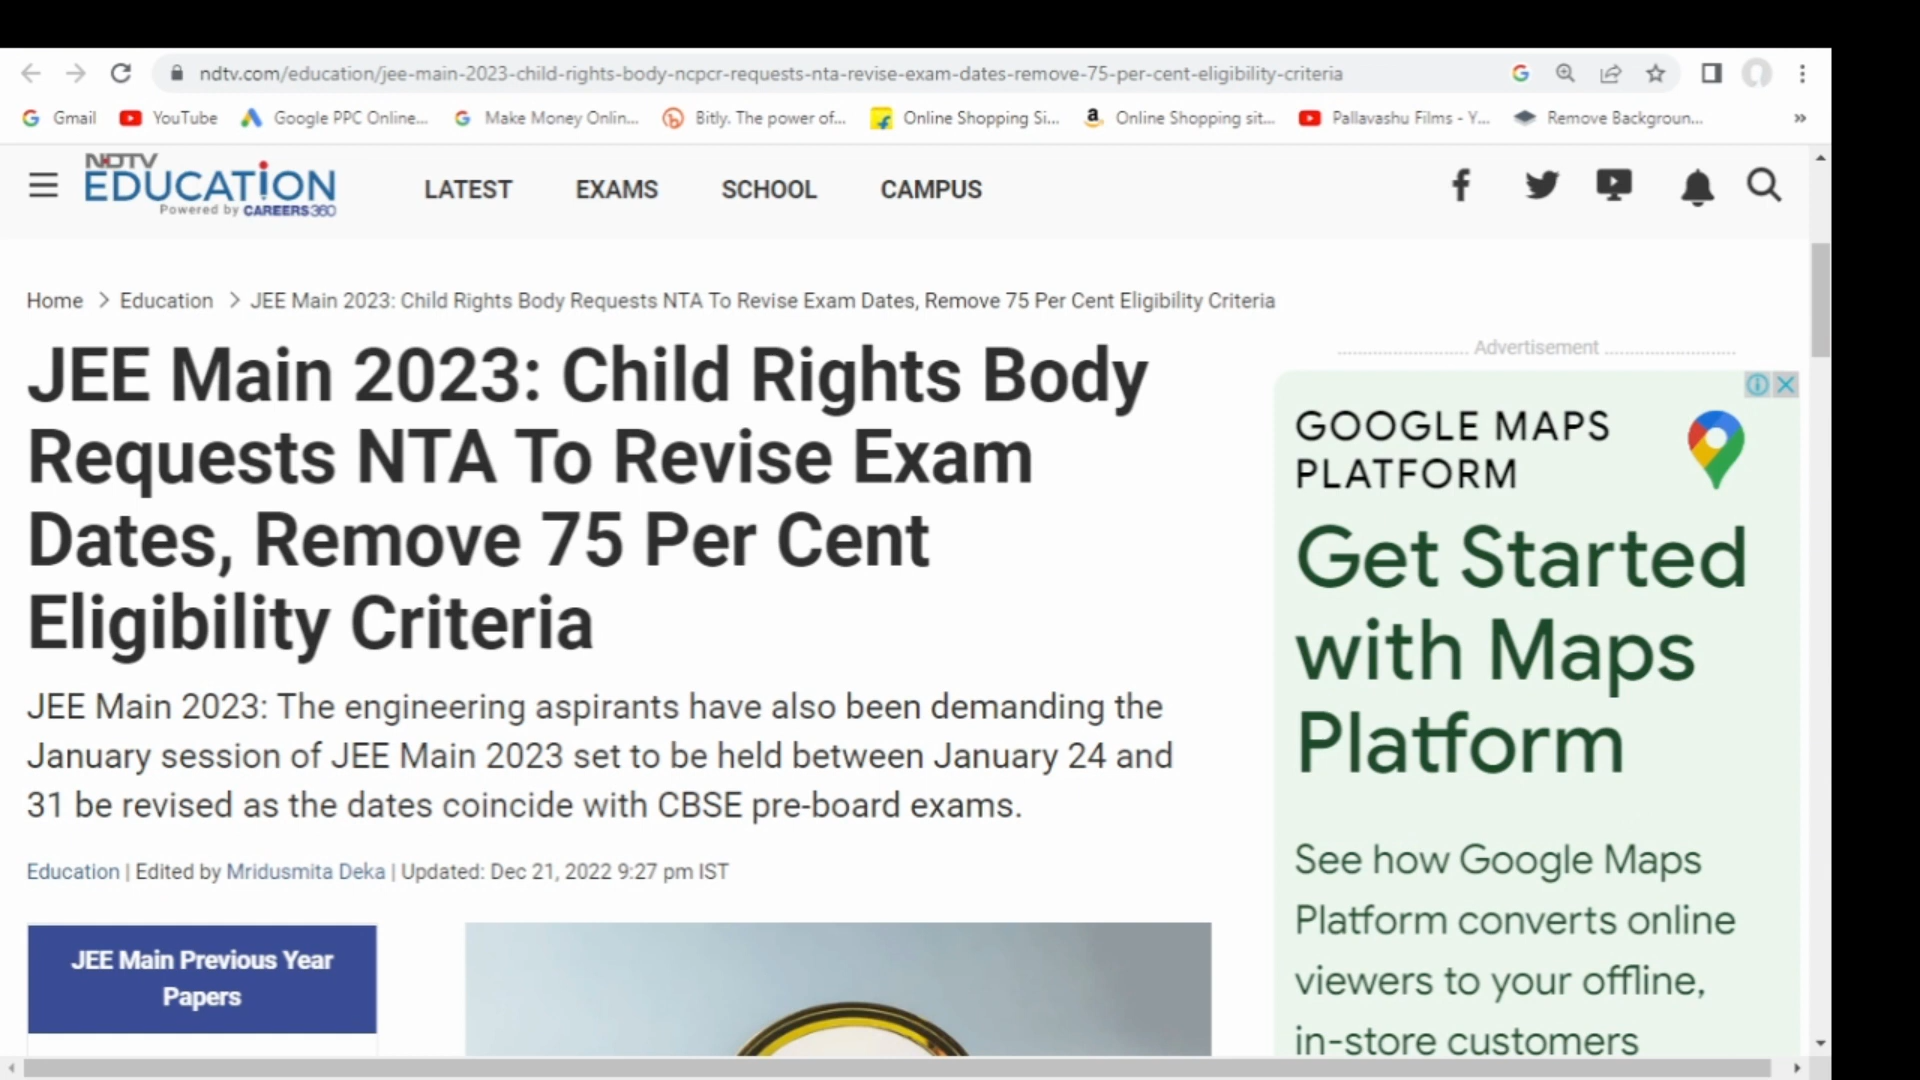 ndtv.com/education/jee-main-2023-child-rights-body-ncpcr-requests-nta-revise-exam-dates-remove-75-per-cent-eligibility-criteria
Gmail YouTube Google PPC Online... Make Money Onlin... Bitly. The power of... Online Shopping Si... Online Shopping sit... Pallavashu Films - Y... Remove Backgroun... »
NDTV
EDUCATION
Powered by CAREERS360
LATEST EXAMS SCHOOL CAMPUS
Home > Education > JEE Main 2023: Child Rights Body Requests NTA To Revise Exam Dates, Remove 75 Per Cent Eligibility Criteria
JEE Main 2023: Child Rights Body
Requests NTA To Revise Exam
Dates, Remove 75 Per Cent
Eligibility Criteria
JEE Main 2023: The engineering aspirants have also been demanding the
January session of JEE Main 2023 set to be held between January 24 and
31 be revised as the dates coincide with CBSE pre-board exams.
Education | Edited by Mridusmita Deka | Updated: Dec 21, 2022 9:27 pm IST
JEE Main Previous Year
Papers
Advertisement
GOOGLE MAPS
PLATFORM
Get Started
with Maps
Platform
See how Google Maps
Platform converts online
viewers to your offline,
in-store customers